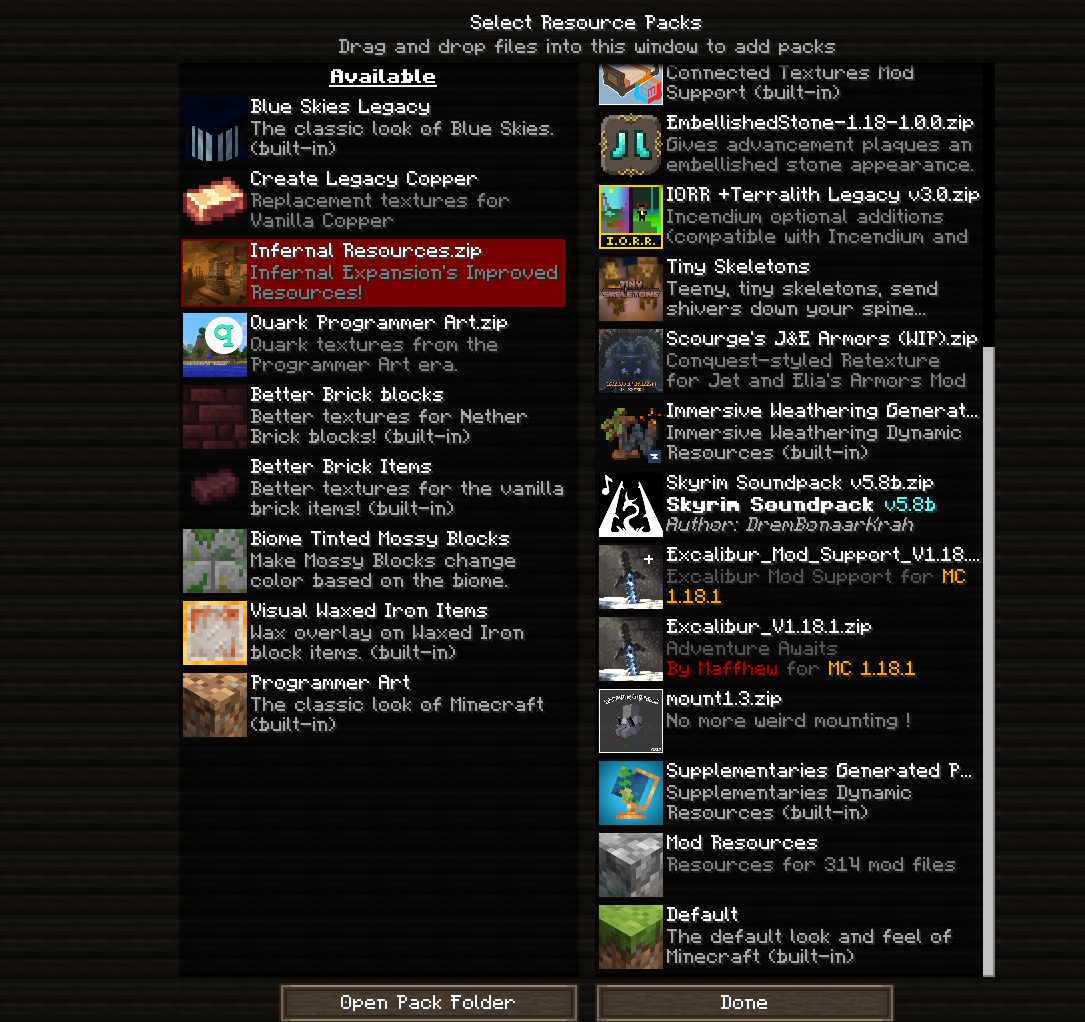 Select Resource Packs
Drag and drop files into this window to add packs
Available
Blue Skies Legacy
The classic look of Blue Skies.
(built-in)
Create Legacy Copper
Replacement textures for
Vanilla Copper
Infernal Resources.zip
Infernal Expansion's Improved
Resources!
Quark Programmer Art.zip
Quark textures from the
Programmer Art era.
Better Brick blocks
Better textures for Nether
Brick blocks! (built-in)
Better Brick Items
Better textures for the vanilla
brick items! (built-in)
Biome Tinted Mossy Blocks
Make Mossy Blocks change
color based on the biome.
Visual Waxed Iron Items
Wax overlay on Waxed Iron
block items. (built-in)
Programmer Art
The classic look of Minecraft
(built-in)
Connected Textures Mod
Support (built-in)
EmbellishedStone-1.18-1.0.0.zip
Gives advancement plaques an
embellished stone appearance.
IORR +Terralith Legacy v3.0.zip
Incendium optional additions
(compatible with Incendium and
I.O.R.R.
Tiny Skeletons
Teeny, tiny skeletons, send
shivers down your spine...
TINY
SKELETONS
Scourge's J&E Armors (WIP).zip
Conquest-styled Retexture
for Jet and Elia's Armors Mod
Immersive Weathering Generat...
Immersive Weathering Dynamic
Resources (built-in)
Skyrim Soundpack v5.8b.zip
Skyrim Soundpack v5.8b
Author: DremBonaarKrah
Excalibur_Mod_Support_V1.18....
Excalibur Mod Support for MC
1.18.1
Excalibur_V1.18.1.zip
Adventure Awaits
By Maffhew for MC 1.18.1
mount1.3.zip
No more weird mounting !
Supplementaries Generated P...
Supplementaries Dynamic
Resources (built-in)
Mod Resources
Resources for 314 mod files
Default
The default look and feel of
Minecraft (built-in)
Open Pack Folder
Done